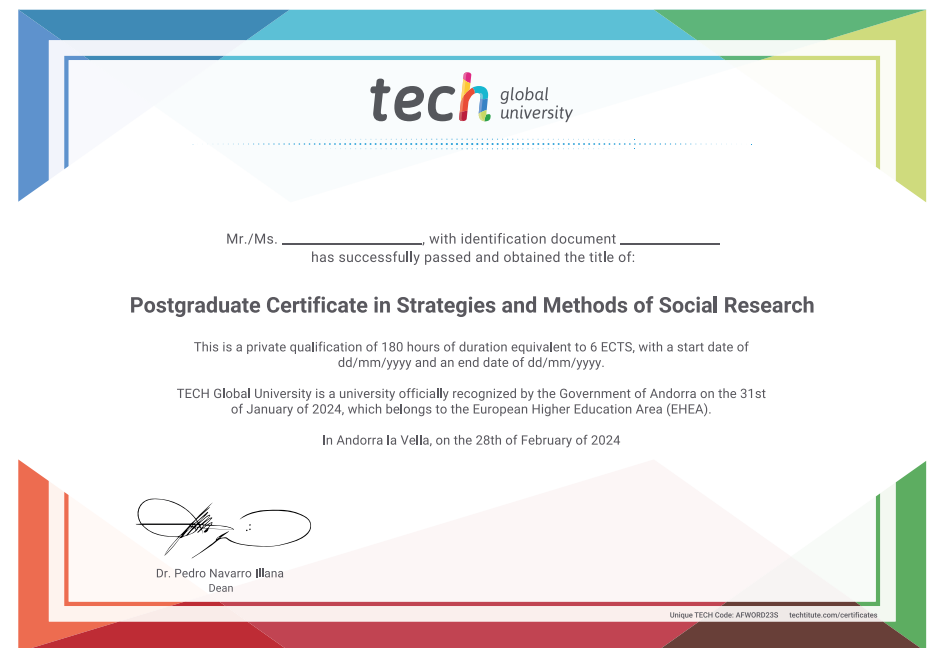 tech global
university
Mr./Ms. ____________________, with identification document ______________
has successfully passed and obtained the title of:
Postgraduate Certificate in Strategies and Methods of Social Research
This is a private qualification of 180 hours of duration equivalent to 6 ECTS, with a start date of
dd/mm/yyyy and an end date of dd/mm/yyyy.
TECH Global University is a university officially recognized by the Government of Andorra on the 31st
of January of 2024, which belongs to the European Higher Education Area (EHEA).
In Andorra la Vella, on the 28th of February of 2024
Dr. Pedro Navarro Illana
Dean
Unique TECH Code: AFWORD23S techtitute.com/certificates